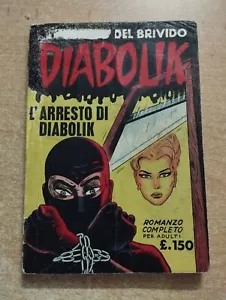 DEL BRIVIDO
DIABOLIK
L'ARRESTO DI
DIABOLIK
ROMANZO
COMPLETO
PER ADULTI
£.150